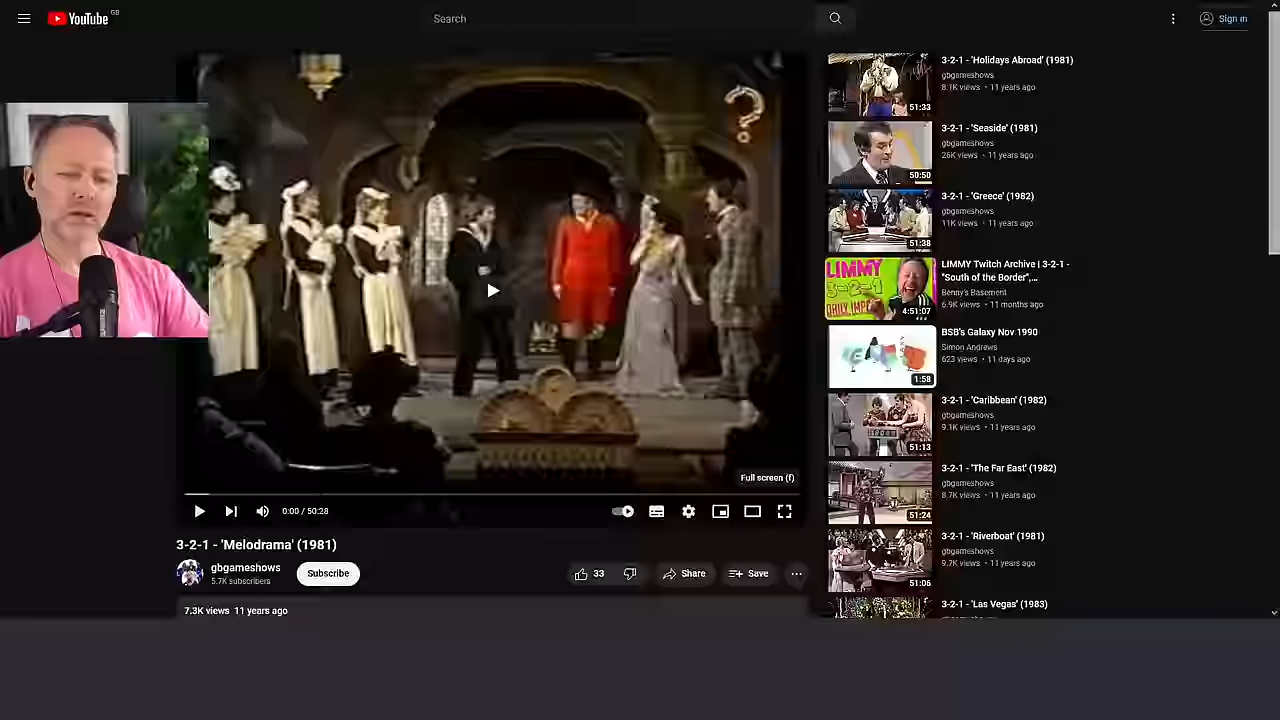 YouTube GB
Search
Sign in
?
Full screen (f)
0:00 / 50:28
3-2-1 - 'Melodrama' (1981)
gbgameshows
5.7K subscribers
Subscribe
33
Share
Save
7.3K views 11 years ago
51:33
3-2-1 - 'Holidays Abroad' (1981)
gbgameshows
8.1K views • 11 years ago
50:50
3-2-1 - 'Seaside' (1981)
gbgameshows
26K views • 11 years ago
51:38
3-2-1 - 'Greece' (1982)
gbgameshows
11K views • 11 years ago
LIMMY
3-2-1
4:51:07
LIMMY Twitch Archive | 3-2-1 -
"South of the Border",...
Benny's Basement
6.9K views • 11 months ago
1:58
BSB's Galaxy Nov 1990
Simon Andrews
623 views • 11 days ago
51:13
3-2-1 - 'Caribbean' (1982)
gbgameshows
9.1K views • 11 years ago
51:24
3-2-1 - 'The Far East' (1982)
gbgameshows
8.7K views • 11 years ago
51:06
3-2-1 - 'Riverboat' (1981)
gbgameshows
9.7K views • 11 years ago
3-2-1 - 'Las Vegas' (1983)